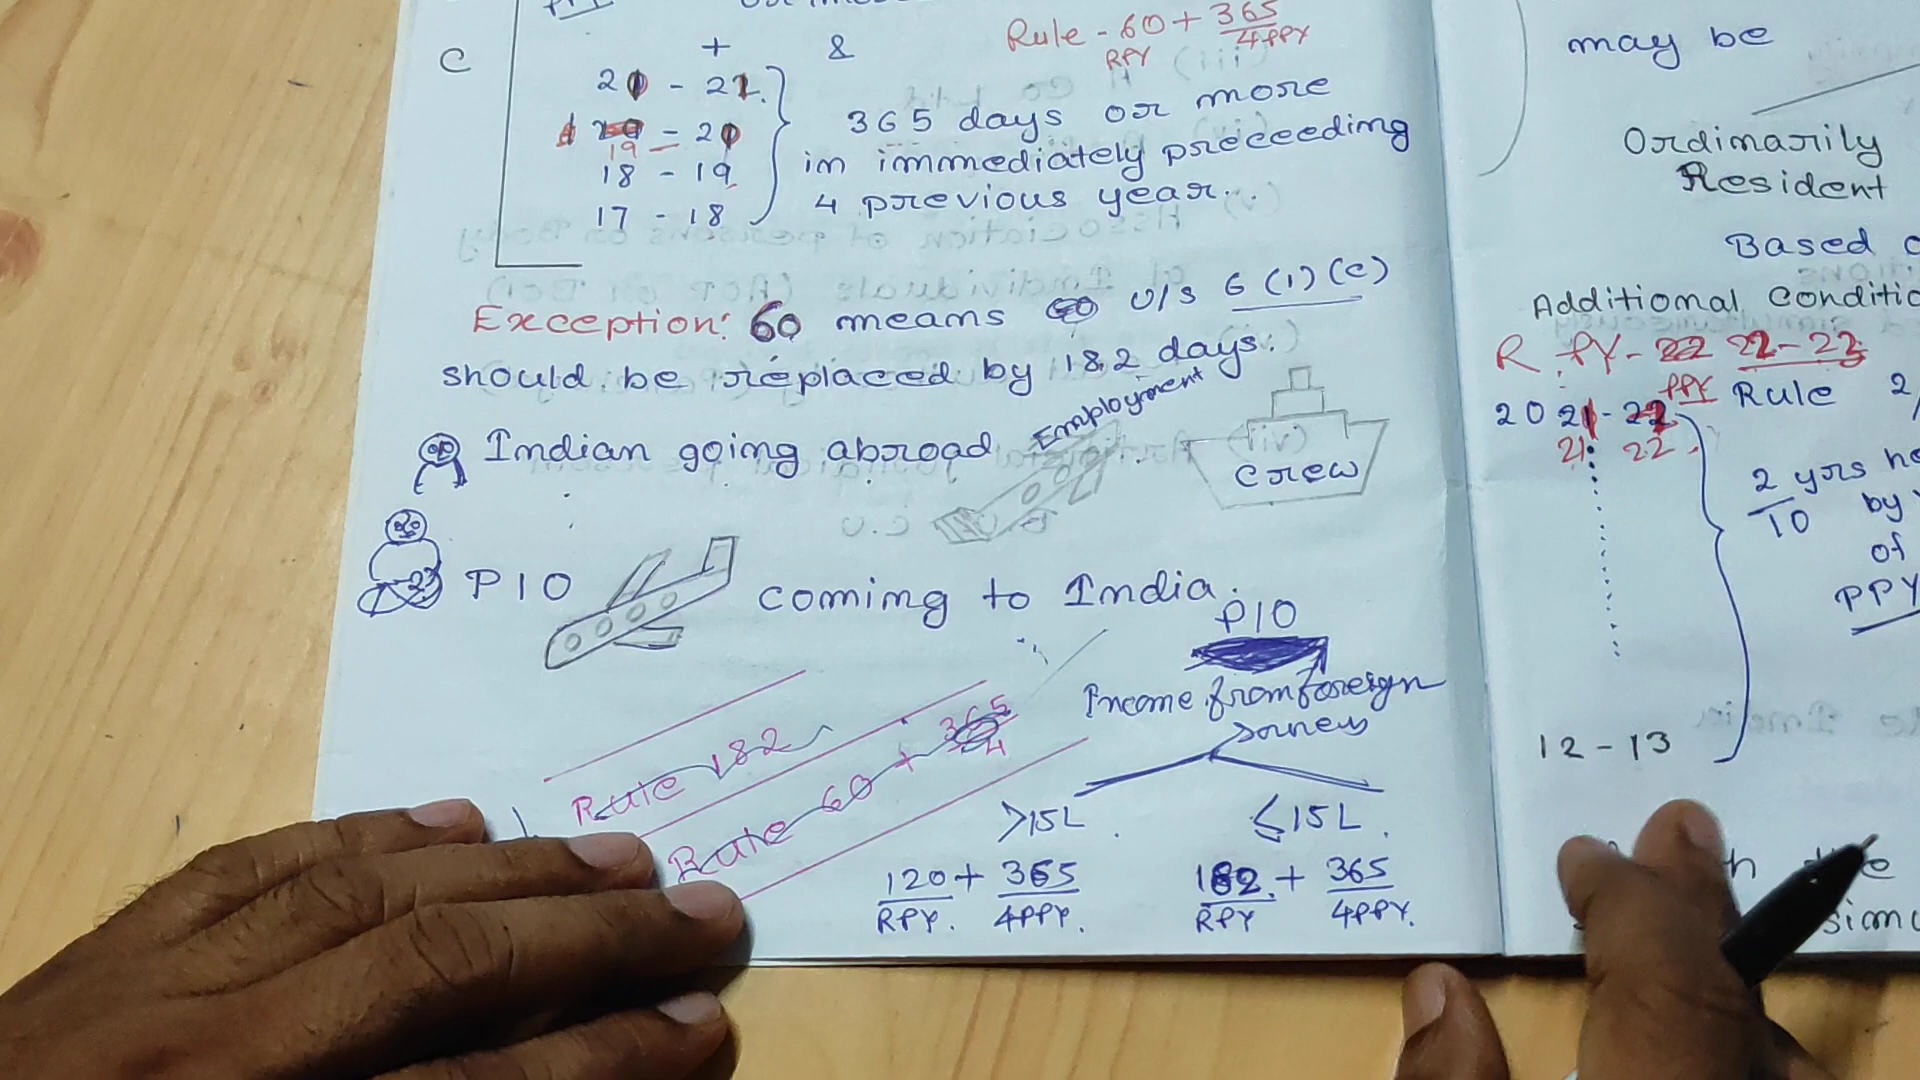 Rule - 60 + 365
RPY 4PPY
C
+ &
21 - 22.
19 - 20
18 - 19
17 - 18
365 days or more
in immediately preceeding
4 previous year..
Exception: 60 means 60 u/s 6 (1) (c)
should be replaced by 182 days.
Indian going abroad Employment
Crew
PIO coming to India.
PIO
Income from foreign
sources
Rule 182
Rule 60 + 365
4
>15L. ≤15L.
120 + 365
RPY. 4PPY.
182. + 365
RPY 4PPY.
may be
Ordinarily
Resident
Based
Additional
R PY - 22 22-23
PPY Rule 2/
2021 - 22
21 22.
2 yrs
10 by
of
PPY
12 - 13